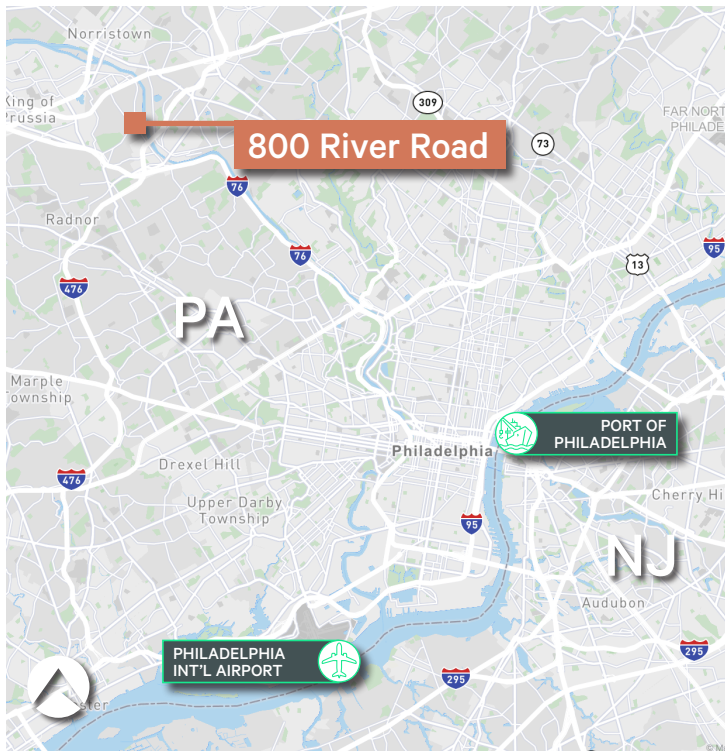 Norristown
King of
Prussia
309
FAR NORT
PHILADE
73
800 River Road
76
Radnor
76
95
13
476
PA
Marple
Township
PORT OF
PHILADELPHIA
Philadelphia
Drexel Hill
476
Cherry Hi
Upper Darby
Township
95
NJ
Audubon
PHILADELPHIA
INT'L AIRPORT
295
295